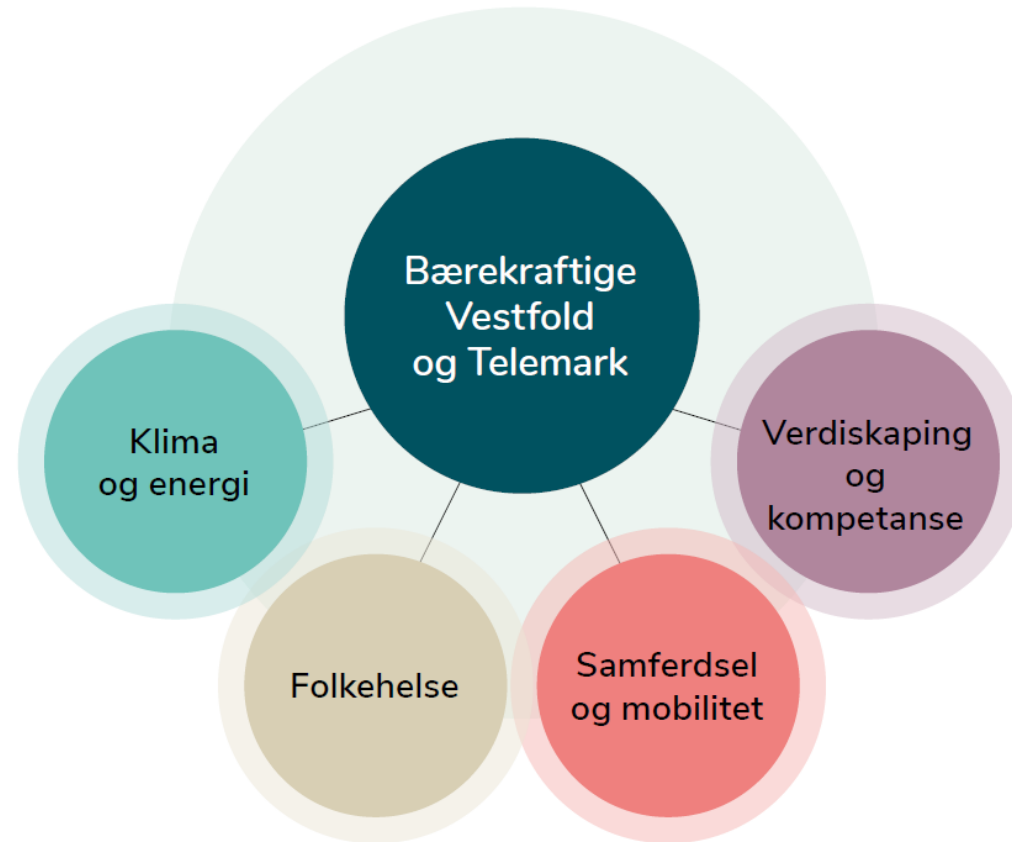 Bærekraftige
Vestfold
og Telemark
Klima
og energi
Verdiskaping
og
kompetanse
Folkehelse
Samferdsel
og mobilitet